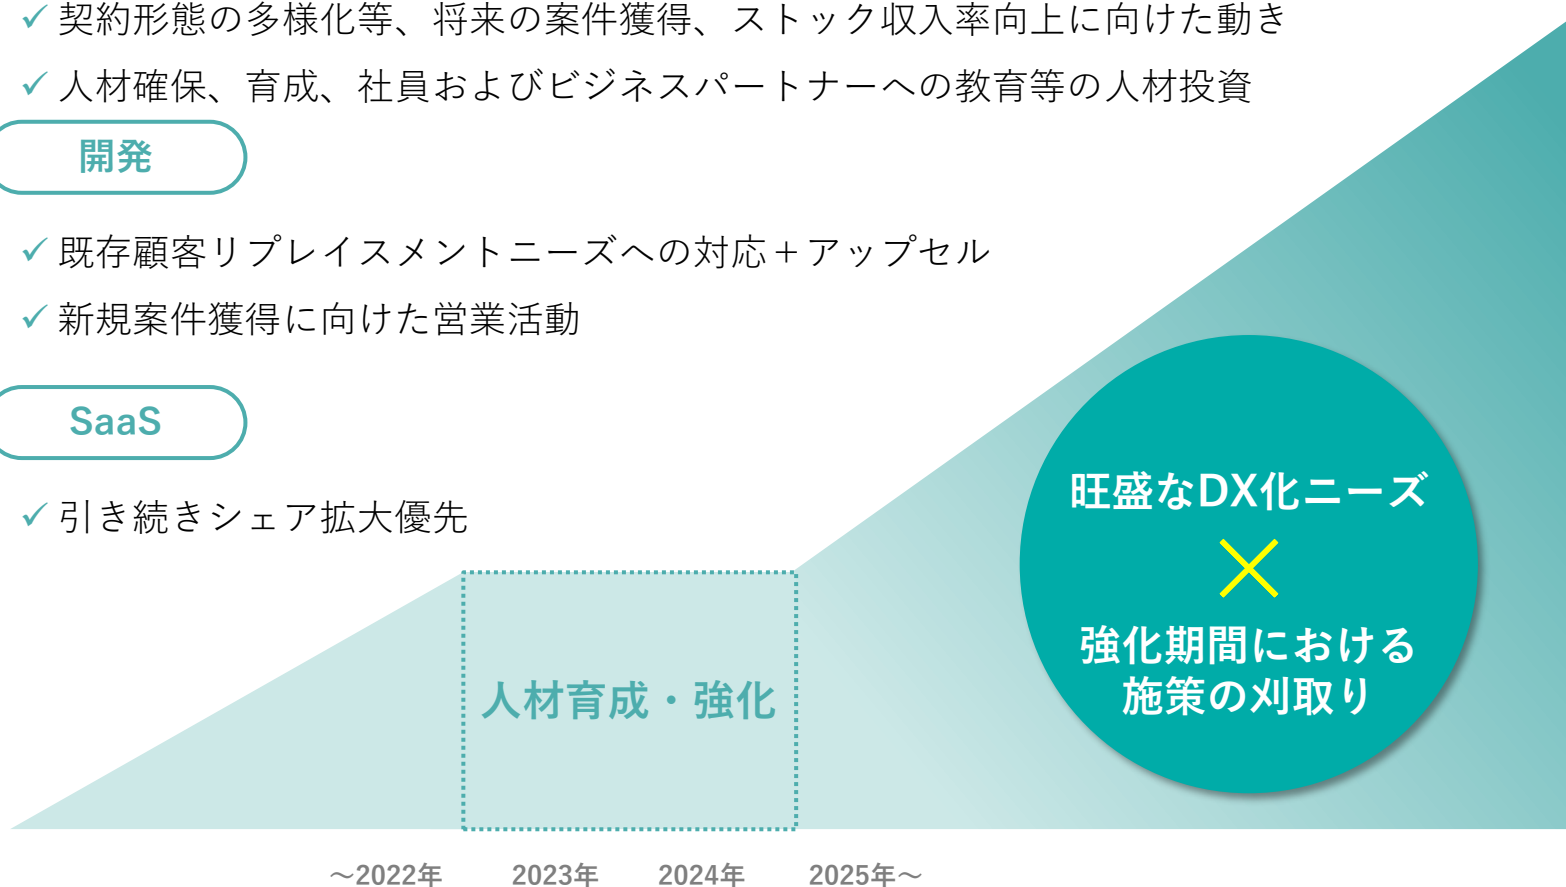 ✓ 契約形態の多様化等、将来の案件獲得、ストック収入率向上に向けた動き
✓ 人材確保、育成、社員およびビジネスパートナーへの教育等の人材投資
開発
✓ 既存顧客リプレイスメントニーズへの対応＋アップセル
✓ 新規案件獲得に向けた営業活動
SaaS
✓ 引き続きシェア拡大優先
旺盛なDX化ニーズ
×
強化期間における
施策の刈取り
人材育成・強化
～2022年 2023年 2024年 2025年～